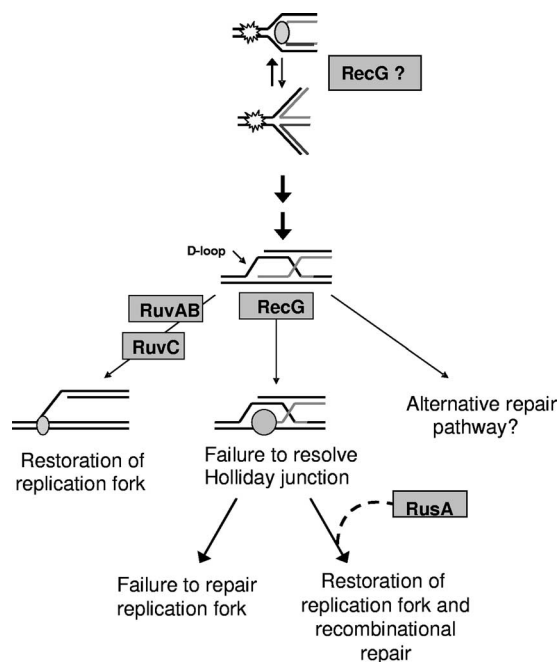 RecG ?
D-loop
RuvAB
RuvC
RecG
Restoration of
replication fork
Failure to resolve
Holliday junction
Alternative repair
pathway?
RusA
Failure to repair
replication fork
Restoration of
replication fork and
recombinational
repair